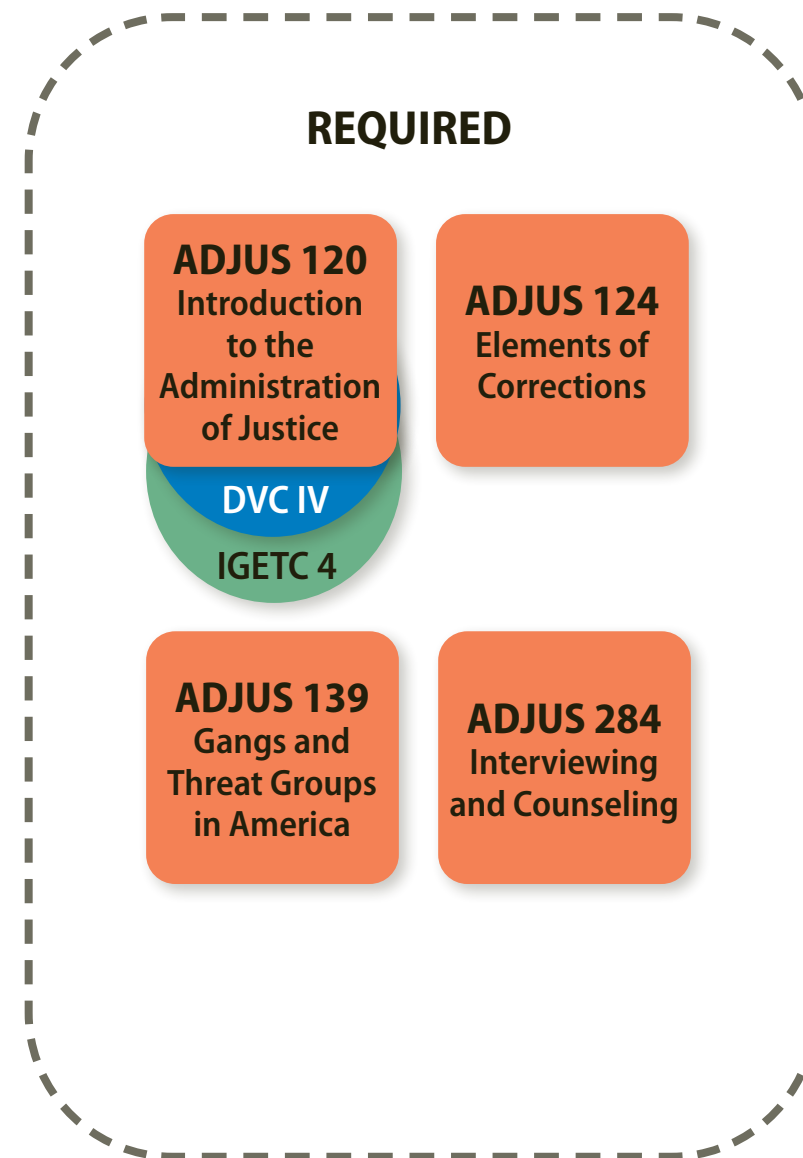 REQUIRED
ADJUS 120
Introduction
to the
Administration
of Justice
DVC IV
IGETC 4
ADJUS 124
Elements of
Corrections
ADJUS 139
Gangs and
Threat Groups
in America
ADJUS 284
Interviewing
and Counseling